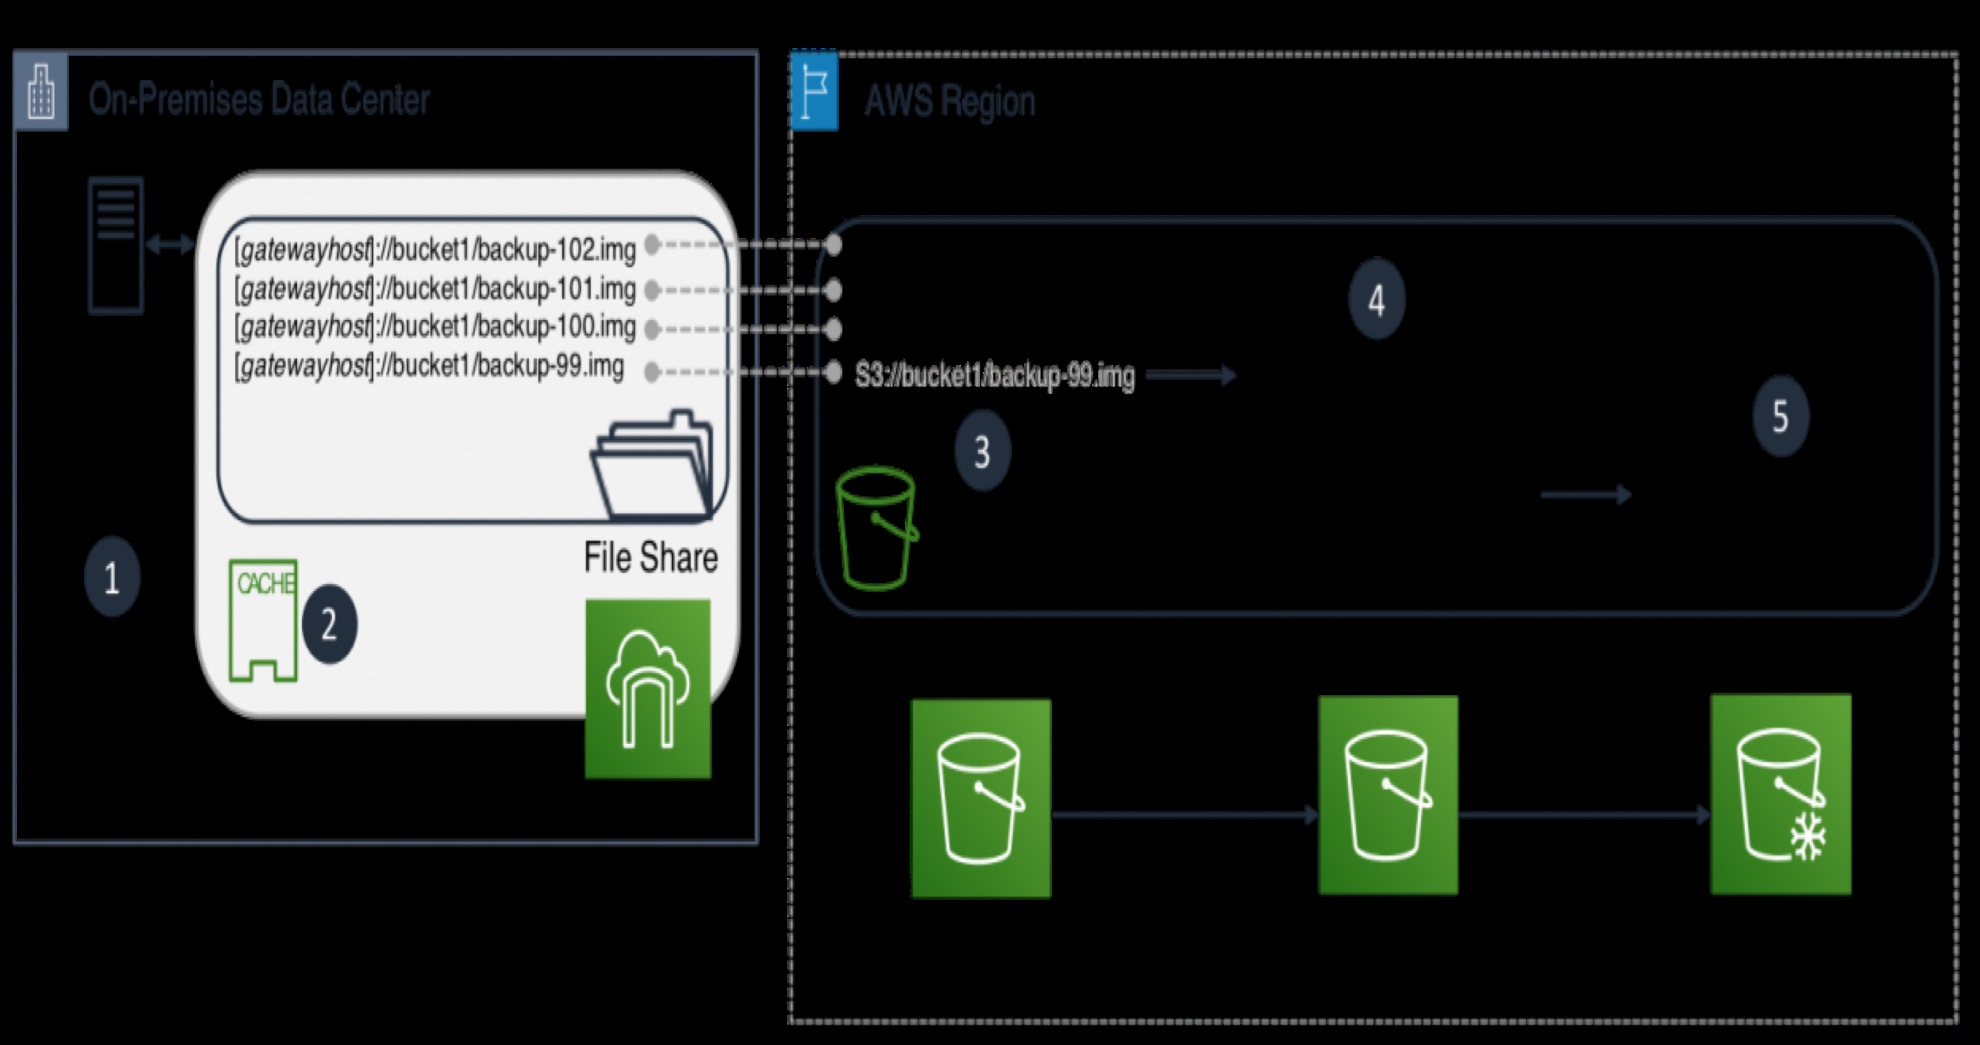 On-Premises Data Center
AWS Region
[gatewayhost]://bucket1/backup-102.img
[gatewayhost]://bucket1/backup-101.img
[gatewayhost]://bucket1/backup-100.img
[gatewayhost]://bucket1/backup-99.img
S3://bucket1/backup-99.img
4
5
3
File Share
1
CACHE
2